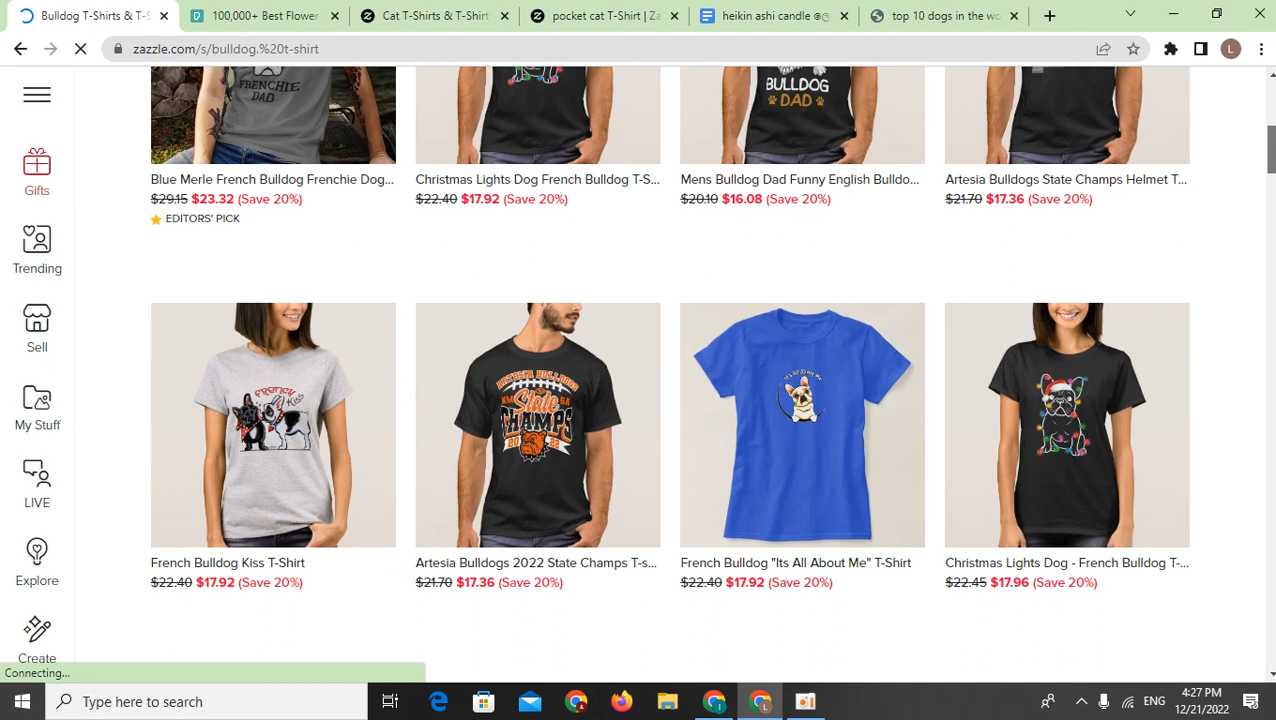 Bulldog T-Shirts & T-S
100,000+ Best Flower
Cat T-Shirts & T-Shirt
pocket cat T-Shirt | Za
heikin ashi candle
top 10 dogs in the wo
zazzle.com/s/bulldog.%20t-shirt
L
Gifts
Trending
Sell
My Stuff
LIVE
Explore
Create
FRENCHIE
DAD
BULLDOG
DAD
Blue Merle French Bulldog Frenchie Dog...
Christmas Lights Dog French Bulldog T-S...
Mens Bulldog Dad Funny English Bulldo...
Artesia Bulldogs State Champs Helmet T...
$29.15 $23.32 (Save 20%)
$22.40 $17.92 (Save 20%)
$20.10 $16.08 (Save 20%)
$21.70 $17.36 (Save 20%)
EDITORS' PICK
FRENCH
Kiss
ARTESIA BULLDOGS
State
CHAMPS
French Bulldog Kiss T-Shirt
Artesia Bulldogs 2022 State Champs T-s...
French Bulldog "Its All About Me" T-Shirt
Christmas Lights Dog - French Bulldog T-...
$22.40 $17.92 (Save 20%)
$21.70 $17.36 (Save 20%)
$22.40 $17.92 (Save 20%)
$22.45 $17.96 (Save 20%)
Connecting...
Type here to search
ENG
4:27 PM
12/21/2022